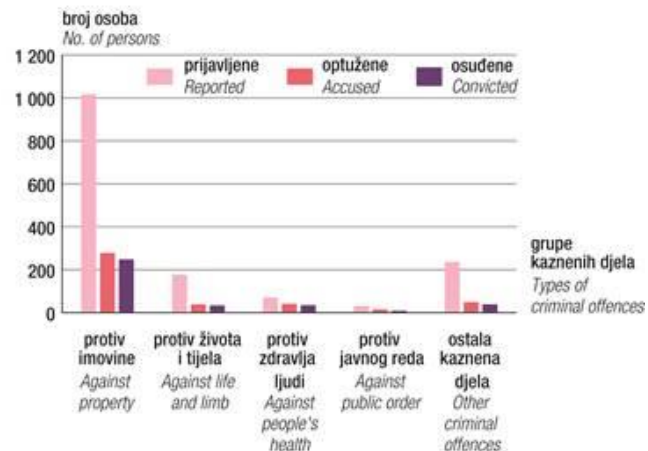 broj osoba
No. of persons
1 200
1 000
800
600
400
200
0
prijavljene
Reported
optužene
Accused
osuđene
Convicted
grupe
kaznenih djela
Types of
criminal offences
protiv
imovine
Against
property
protiv života
i tijela
Against life
and limb
protiv
zdravlja
ljudi
Against
people's
health
protiv
javnog reda
Against
public order
ostala
kaznena
djela
Other
criminal
offences